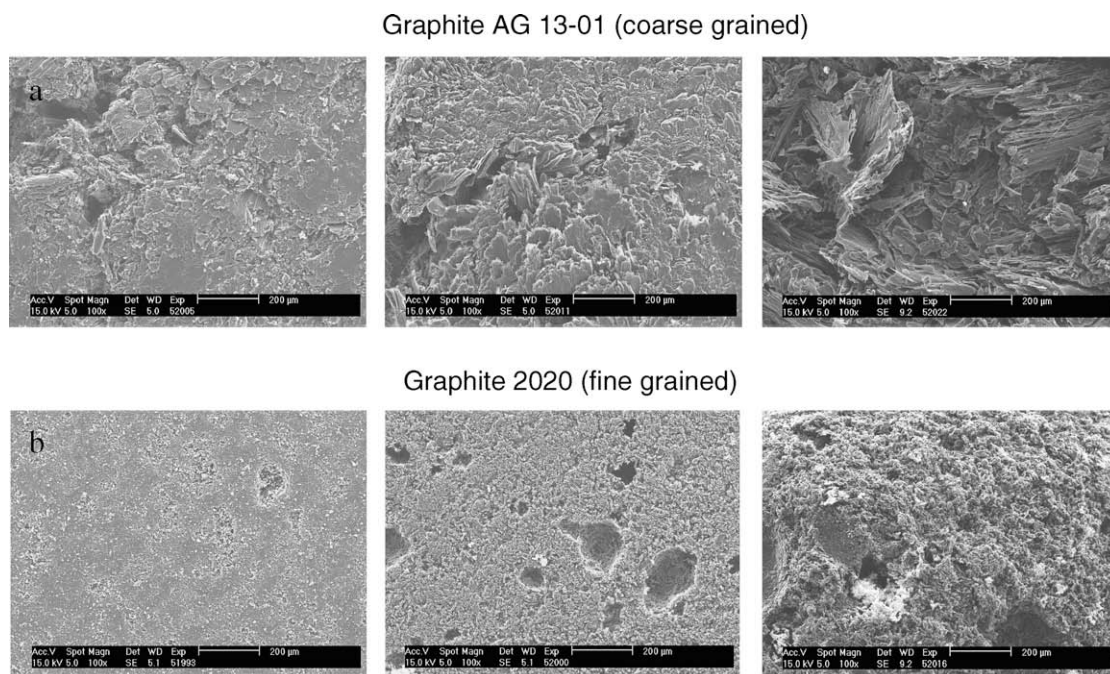 Graphite AG 13-01 (coarse grained)
a
Acc.V Spot Magn Det WD Exp 200 µm
15.0 kV 5.0 100x SE 5.0 52005
Acc.V Spot Magn Det WD Exp 200 µm
15.0 kV 5.0 100x SE 5.0 52011
Acc.V Spot Magn Det WD Exp 200 µm
15.0 kV 5.0 100x SE 9.2 52022
Graphite 2020 (fine grained)
b
Acc.V Spot Magn Det WD Exp 200 µm
15.0 kV 5.0 100x SE 5.1 51993
Acc.V Spot Magn Det WD Exp 200 µm
15.0 kV 5.0 100x SE 5.1 52000
Acc.V Spot Magn Det WD Exp 200 µm
15.0 kV 5.0 100x SE 9.2 52016